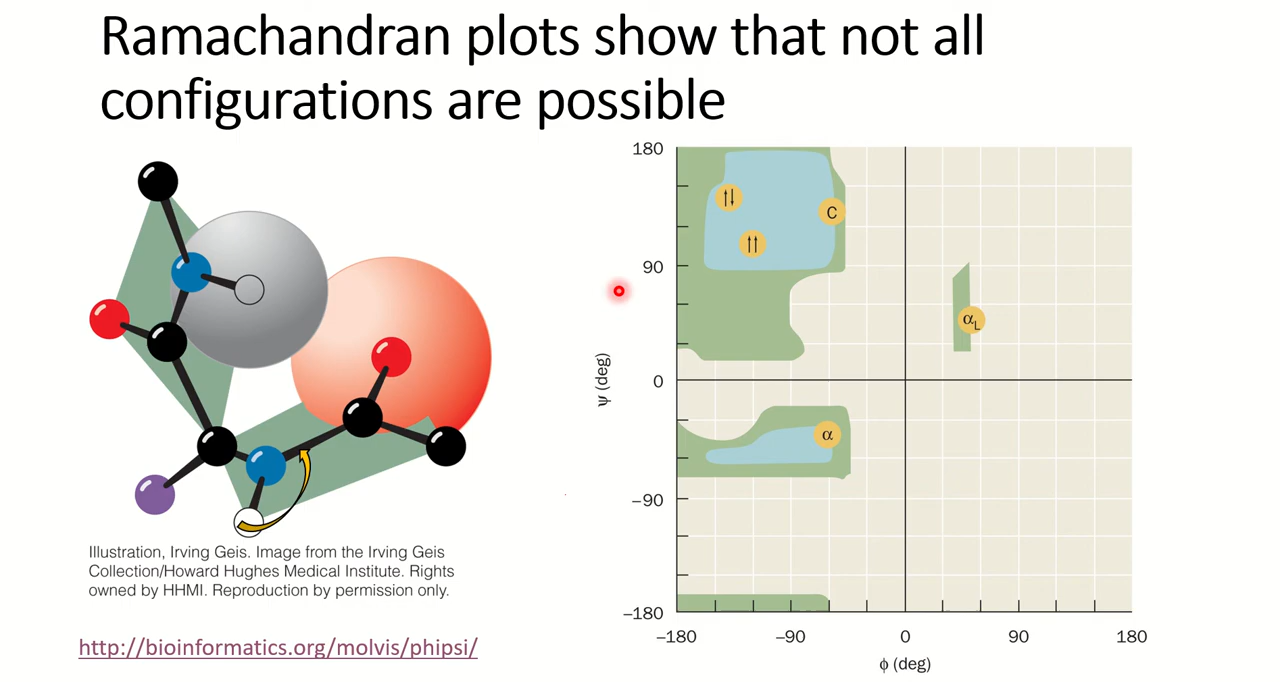 Ramachandran plots show that not all
configurations are possible
Illustration, Irving Geis. Image from the Irving Geis
Collection/Howard Hughes Medical Institute. Rights
owned by HHMI. Reproduction by permission only.
http://bioinformatics.org/molvis/phipsi/
180
90
0
−90
−180
ψ (deg)
↑↓
C
↑↑
αL
α
−180
−90
0
90
180
ϕ (deg)